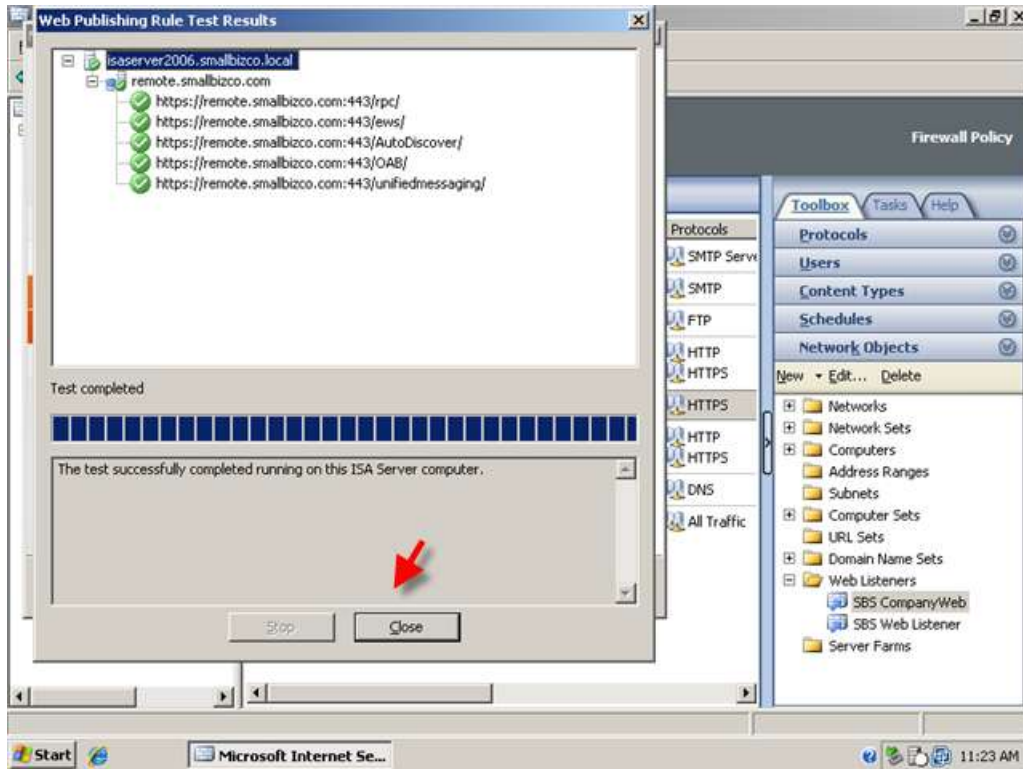 Web Publishing Rule Test Results
isaserver2006.smallbizco.local
remote.smallbizco.com
https://remote.smallbizco.com:443/rpc/
https://remote.smallbizco.com:443/ews/
https://remote.smallbizco.com:443/AutoDiscover/
https://remote.smallbizco.com:443/OAB/
https://remote.smallbizco.com:443/unifiedmessaging/
Test completed
The test successfully completed running on this ISA Server computer.
Stop
Close
Firewall Policy
Protocols
SMTP Serve
SMTP
FTP
HTTP
HTTPS
HTTPS
HTTP
HTTPS
DNS
All Traffic
Toolbox Tasks Help
Protocols
Users
Content Types
Schedules
Network Objects
New Edit... Delete
Networks
Network Sets
Computers
Address Ranges
Subnets
Computer Sets
URL Sets
Domain Name Sets
Web Listeners
SBS CompanyWeb
SBS Web Listener
Server Farms
Start
Microsoft Internet Se...
11:23 AM